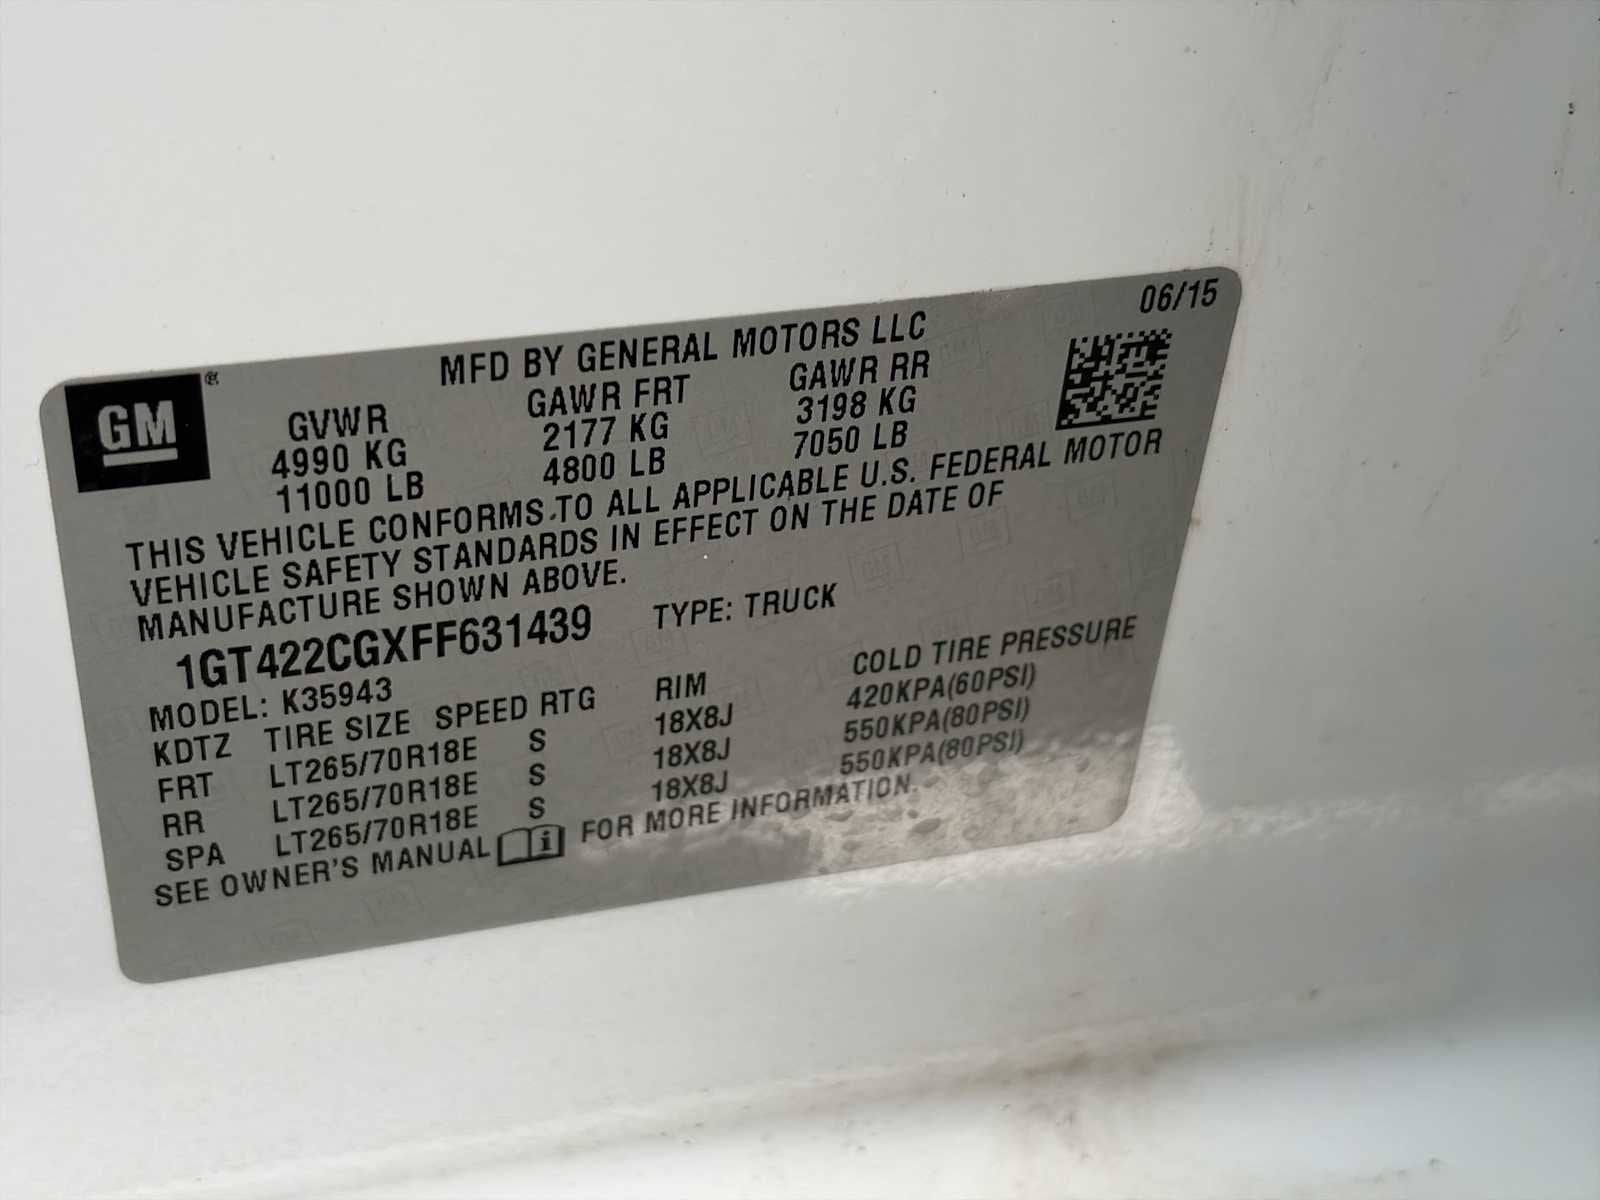 06/15
MFD BY GENERAL MOTORS LLC
GM®
GVWR GAWR FRT GAWR RR
4990 KG 2177 KG 3198 KG
11000 LB 4800 LB 7050 LB
THIS VEHICLE CONFORMS TO ALL APPLICABLE U.S. FEDERAL MOTOR
VEHICLE SAFETY STANDARDS IN EFFECT ON THE DATE OF
MANUFACTURE SHOWN ABOVE.
1GT422CGXFF631439 TYPE: TRUCK
MODEL: K35943
KDTZ TIRE SIZE SPEED RTG RIM COLD TIRE PRESSURE
FRT LT265/70R18E S 18X8J 420KPA(60PSI)
RR LT265/70R18E S 18X8J 550KPA(80PSI)
SPA LT265/70R18E S 18X8J 550KPA(80PSI)
SEE OWNER'S MANUAL i FOR MORE INFORMATION.